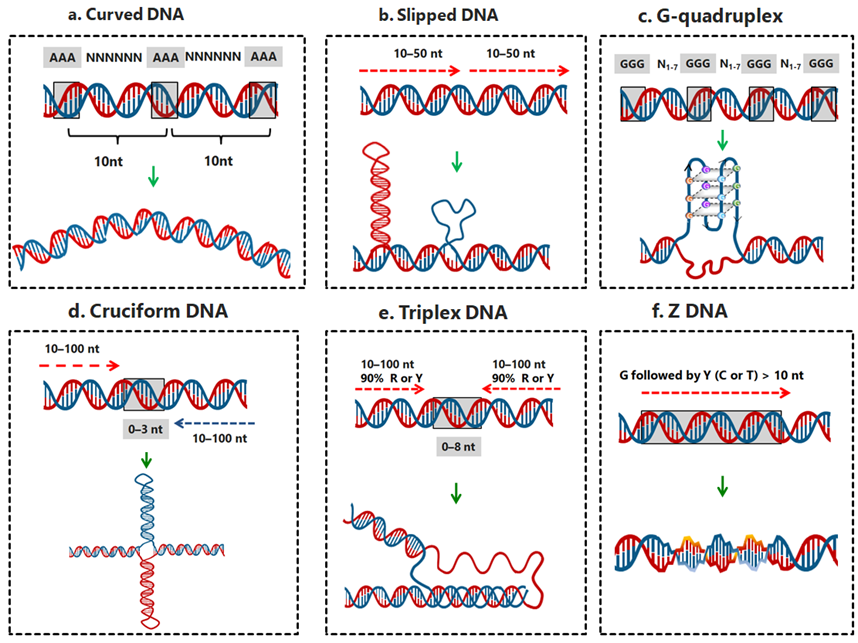 a. Curved DNA
AAA NNNNNN AAA NNNNNN AAA
10nt 10nt
b. Slipped DNA
10–50 nt 10–50 nt
c. G-quadruplex
GGG N1-7 GGG N1-7 GGG N1-7 GGG
d. Cruciform DNA
10–100 nt
0–3 nt
10–100 nt
e. Triplex DNA
10–100 nt 10–100 nt
90% R or Y 90% R or Y
0–8 nt
f. Z DNA
G followed by Y (C or T) > 10 nt